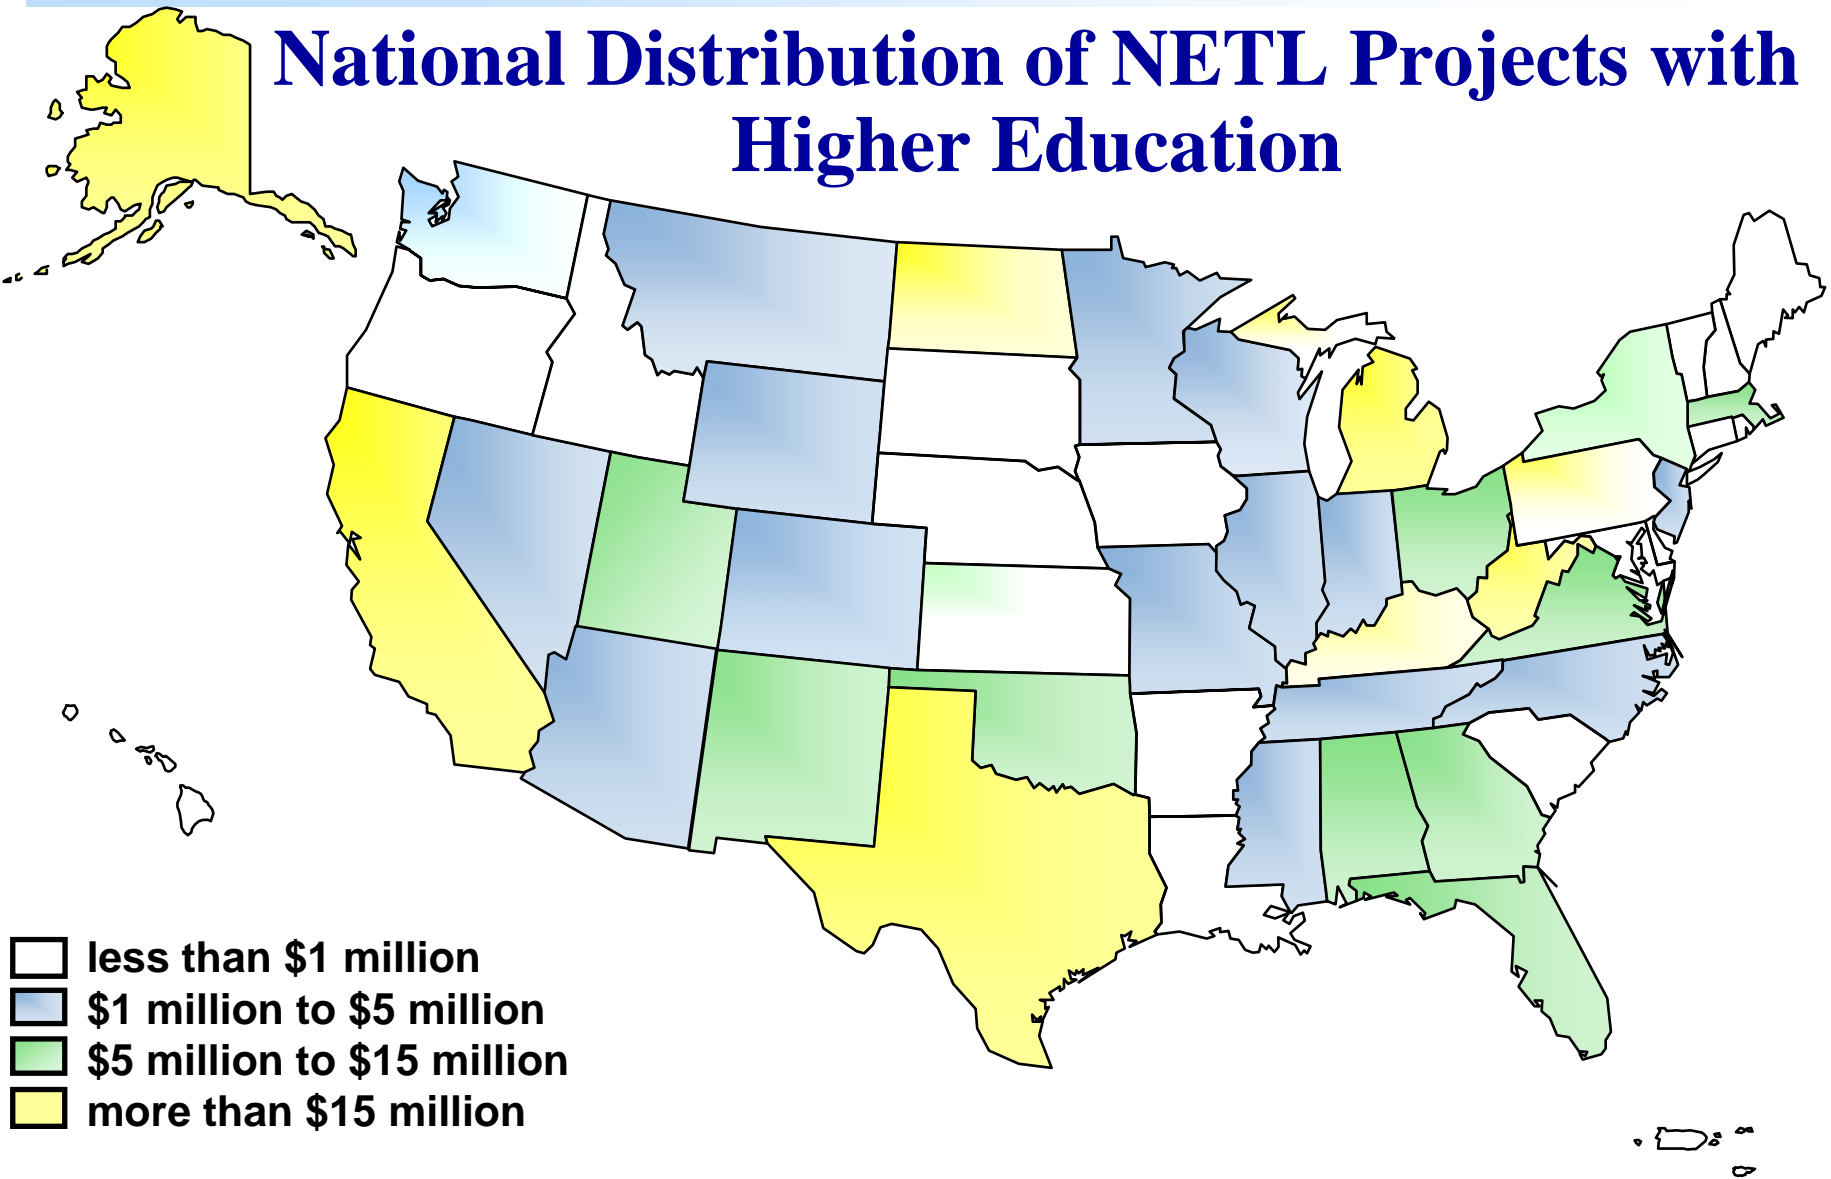 National Distribution of NETL Projects with
Higher Education
less than $1 million
$1 million to $5 million
$5 million to $15 million
more than $15 million